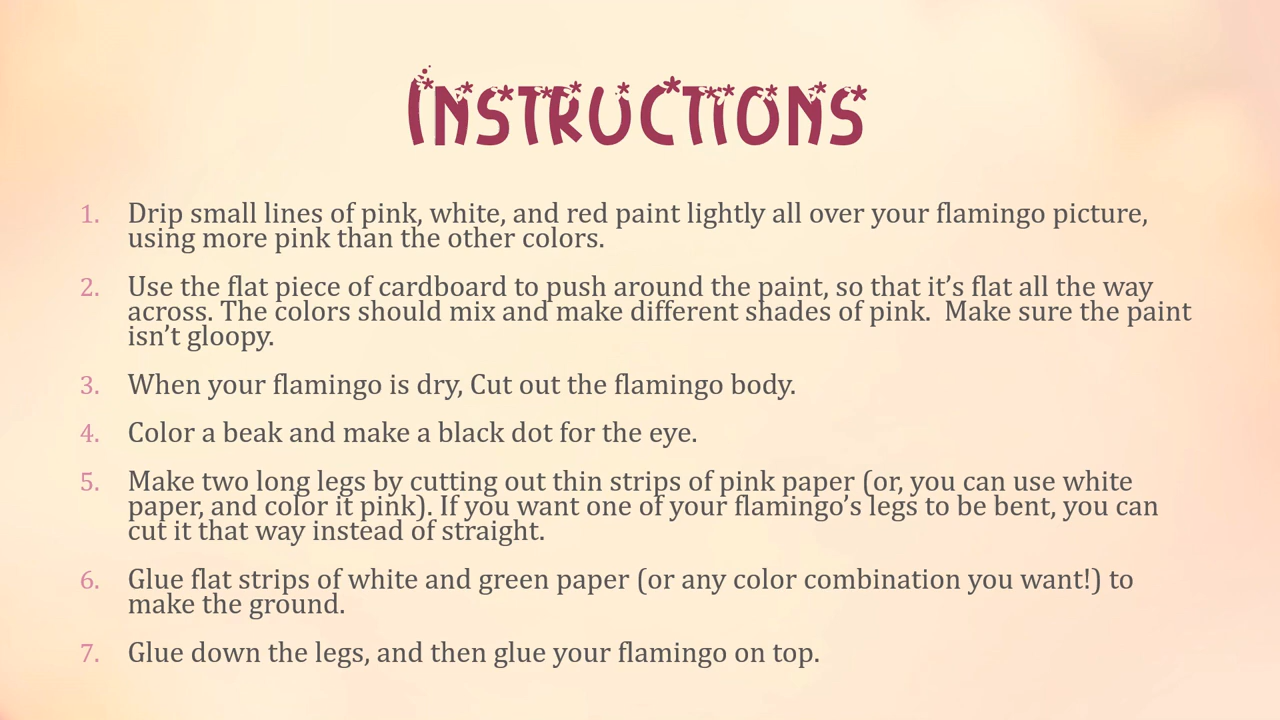 Instructions
1. Drip small lines of pink, white, and red paint lightly all over your flamingo picture,
using more pink than the other colors.
2. Use the flat piece of cardboard to push around the paint, so that it’s flat all the way
across. The colors should mix and make different shades of pink.  Make sure the paint
isn’t gloopy.
3. When your flamingo is dry, Cut out the flamingo body.
4. Color a beak and make a black dot for the eye.
5. Make two long legs by cutting out thin strips of pink paper (or, you can use white
paper, and color it pink). If you want one of your flamingo’s legs to be bent, you can
cut it that way instead of straight.
6. Glue flat strips of white and green paper (or any color combination you want!) to
make the ground.
7. Glue down the legs, and then glue your flamingo on top.